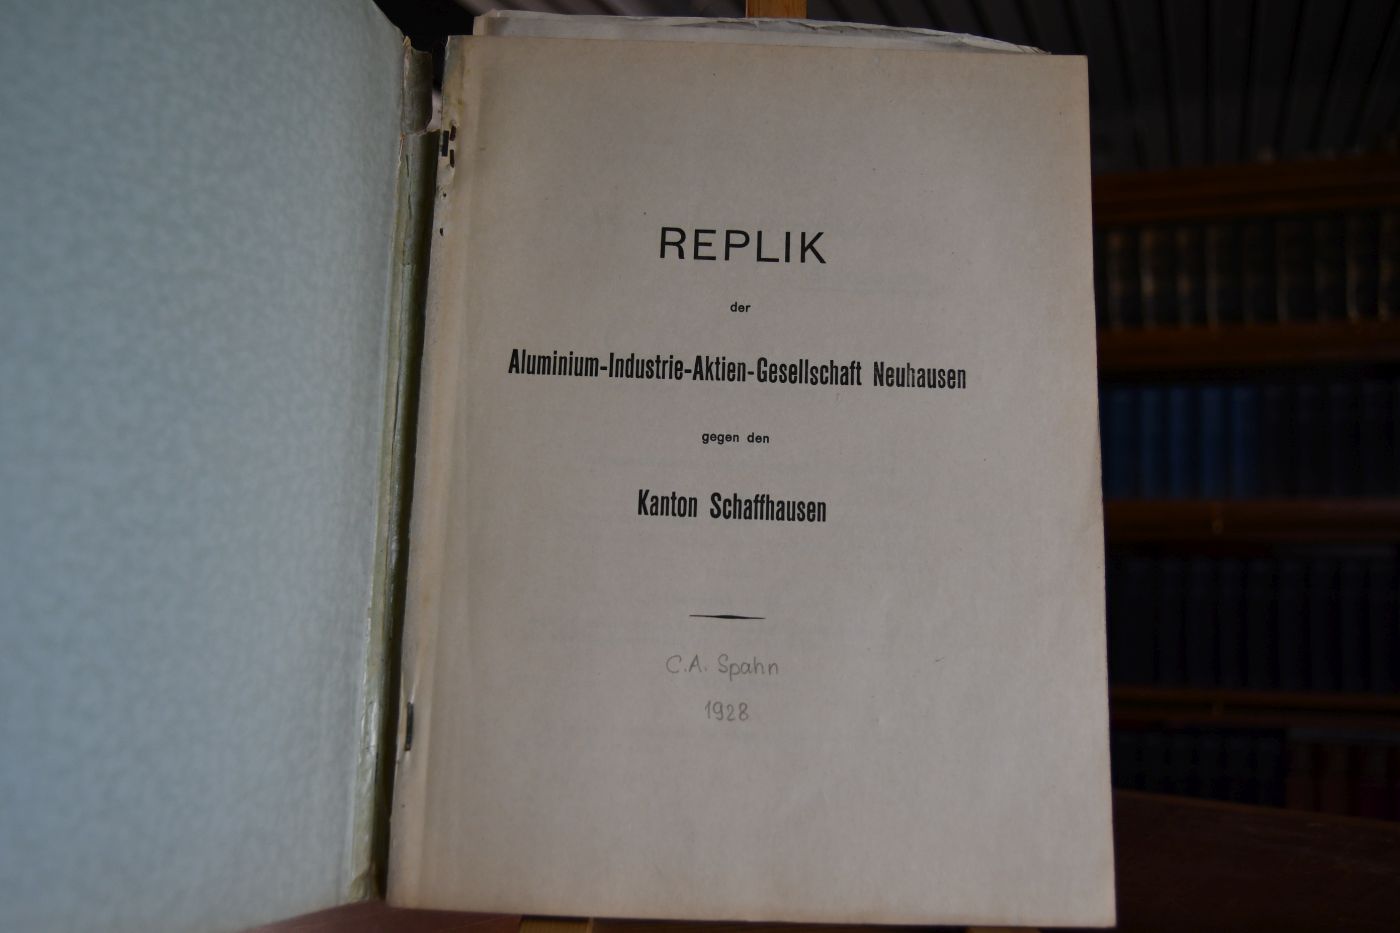 REPLIK
der
Aluminium-Industrie-Aktien-Gesellschaft Neuhausen
gegen den
Kanton Schaffhausen
C.A. Spahn
1928